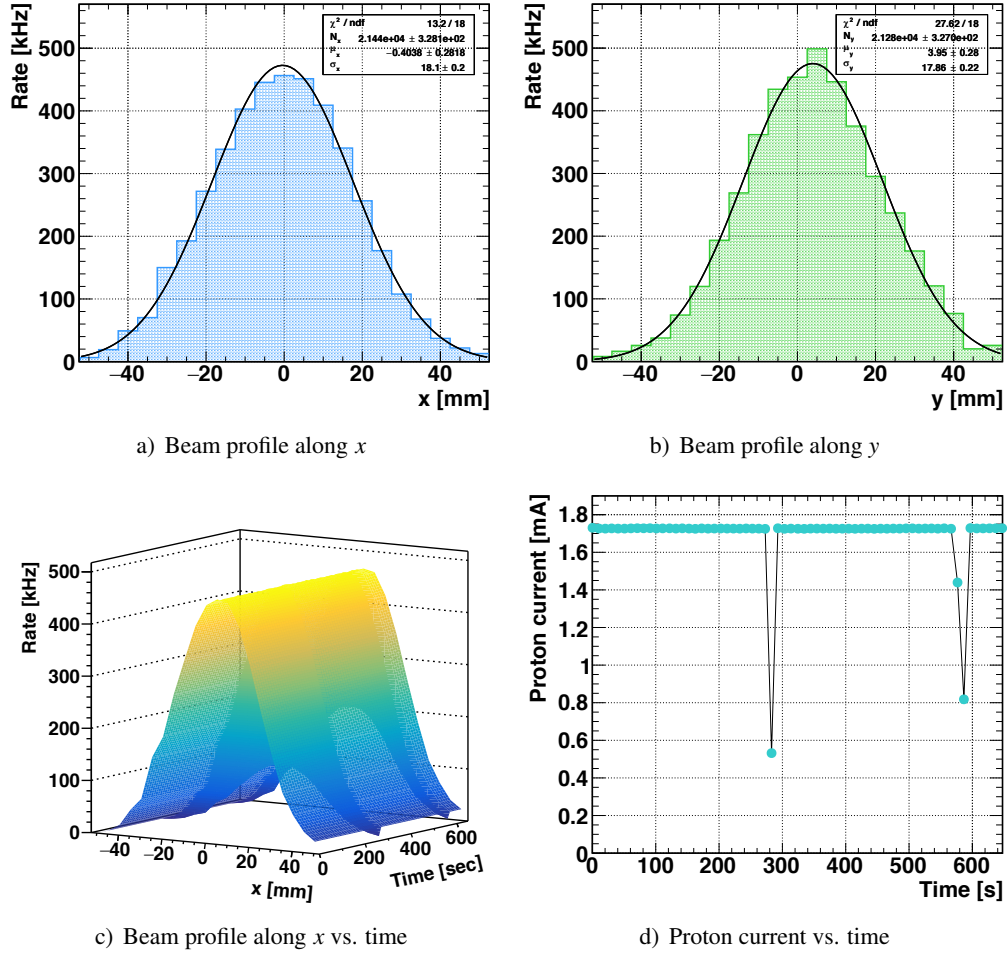 Rate [kHz]
χ² / ndf 13.2 / 18
N_x 2.144e+04 ± 3.281e+02
μ_x −0.4038 ± 0.2818
σ_x 18.1 ± 0.2
500
400
300
200
100
0
−40 −20 0 20 40
x [mm]
a) Beam profile along x
Rate [kHz]
χ² / ndf 27.62 / 18
N_y 2.128e+04 ± 3.270e+02
μ_y 3.95 ± 0.28
σ_y 17.86 ± 0.22
500
400
300
200
100
0
−40 −20 0 20 40
y [mm]
b) Beam profile along y
Rate [kHz]
500
400
300
200
100
0
−40 −20 0 20 40
x [mm]
0 200 400 600
Time [sec]
c) Beam profile along x vs. time
Proton current [mA]
1.8
1.6
1.4
1.2
1
0.8
0.6
0.4
0.2
0
0 100 200 300 400 500 600
Time [s]
d) Proton current vs. time